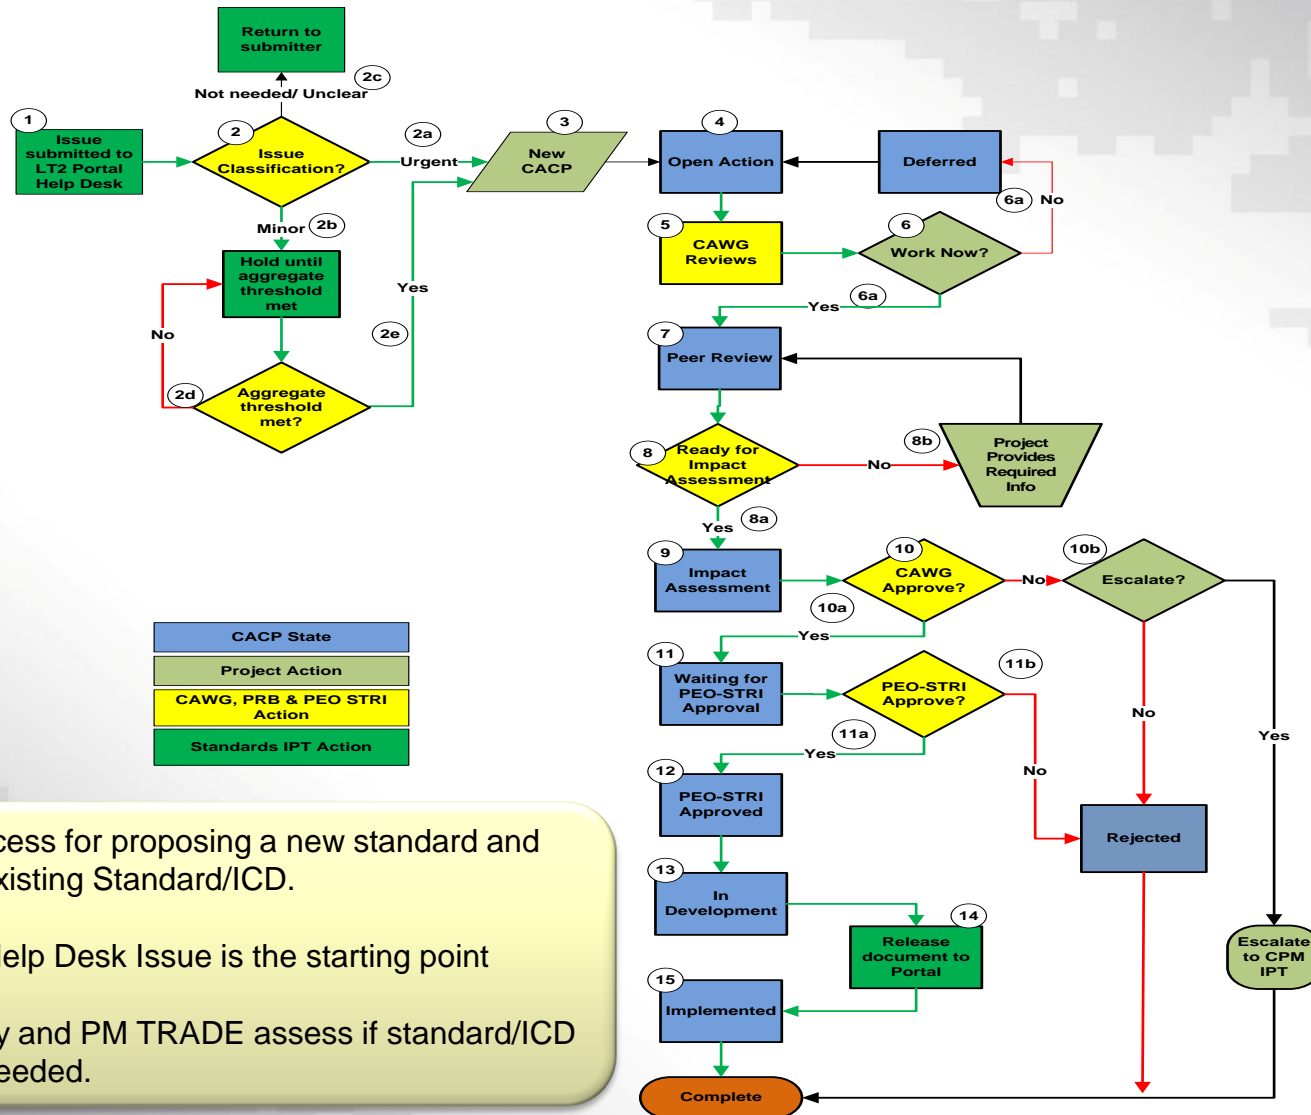 Return to
submitter
2c
Not needed/ Unclear
1
Issue
submitted to
LT2 Portal
Help Desk
2
Issue
Classification?
2a
Urgent
3
New
CACP
4
Open Action
Deferred
6a
No
Minor
2b
5
CAWG
Reviews
6
Work Now?
Hold until
aggregate
threshold
met
Yes
6a
Yes
No
2e
7
Peer Review
2d
Aggregate
threshold
met?
8
Ready for
Impact
Assessment
No
8b
Project
Provides
Required
Info
Yes
8a
9
Impact
Assessment
10
CAWG
Approve?
No
10b
Escalate?
10a
Yes
CACP State
Project Action
CAWG, PRB & PEO STRI
Action
Standards IPT Action
11
Waiting for
PEO-STRI
Approval
PEO-STRI
Approve?
11b
No
Yes
11a
Yes
No
12
PEO-STRI
Approved
Rejected
13
In
Development
14
Release
document to
Portal
Escalate
to CPM
IPT
15
Implemented
Complete
cess for proposing a new standard and
xisting Standard/ICD.
Help Desk Issue is the starting point
y and PM TRADE assess if standard/ICD
eeded.